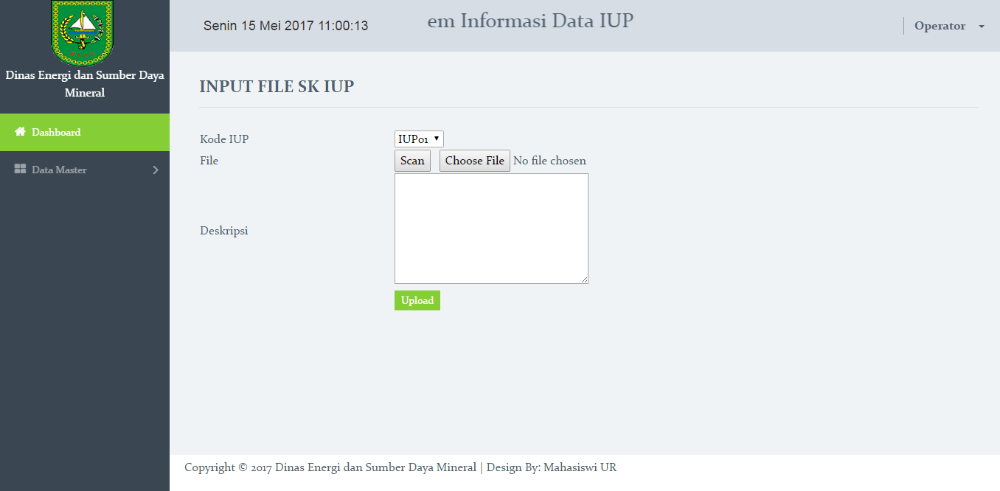 Dinas Energi dan Sumber Daya
Mineral
Dashboard
Data Master
Senin 15 Mei 2017 11:00:13
em Informasi Data IUP
Operator
INPUT FILE SK IUP
Kode IUP
IUP01
File
Scan
Choose File
No file chosen
Deskripsi
Upload
Copyright © 2017 Dinas Energi dan Sumber Daya Mineral | Design By: Mahasiswi UR